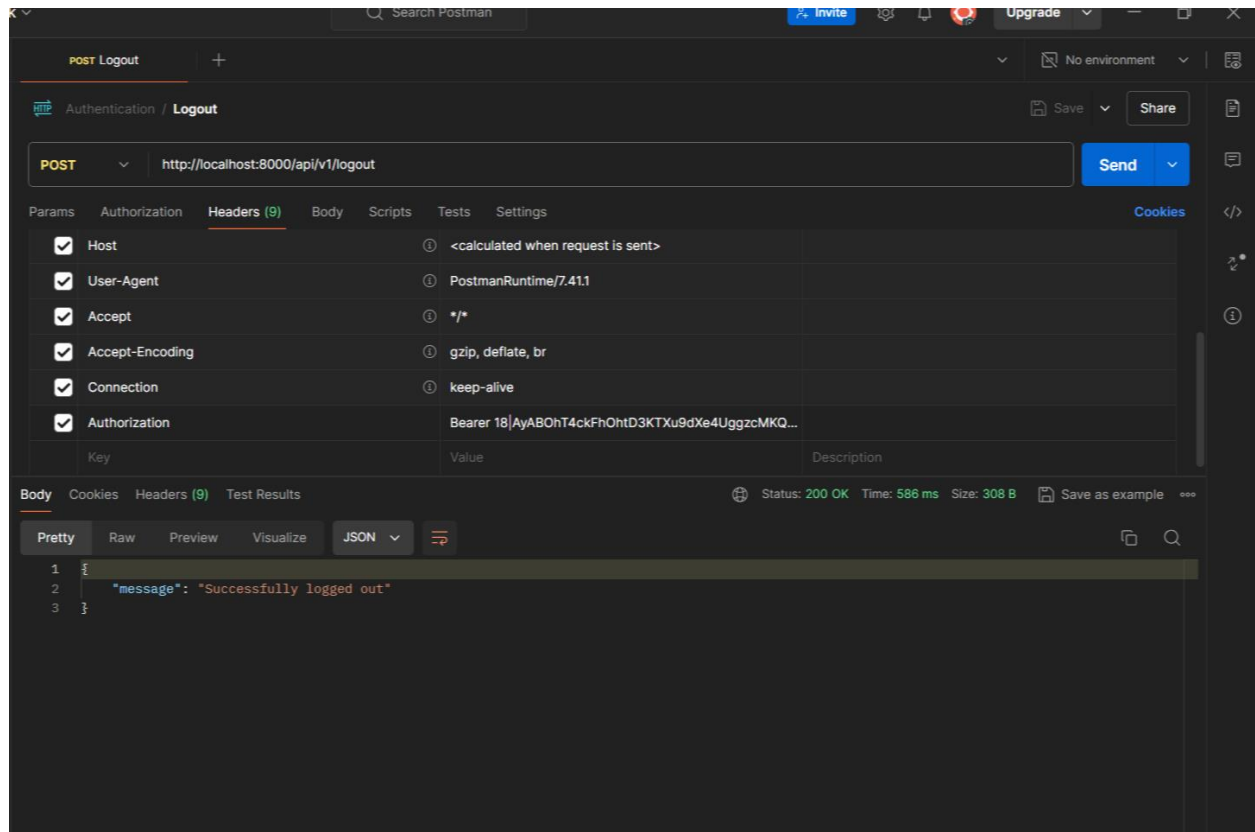 Search Postman Invite Upgrade
POST Logout No environment
HTTP Authentication / Logout Save Share
POST http://localhost:8000/api/v1/logout Send
Params Authorization Headers (9) Body Scripts Tests Settings Cookies
Host <calculated when request is sent>
User-Agent PostmanRuntime/7.41.1
Accept */*
Accept-Encoding gzip, deflate, br
Connection keep-alive
Authorization Bearer 18|AyABOhT4ckFhOhtD3KTXu9dXe4UggzcMKQ...
Key Value Description
Body Cookies Headers (9) Test Results Status: 200 OK Time: 586 ms Size: 308 B Save as example
Pretty Raw Preview Visualize JSON
1 {
2 "message": "Successfully logged out"
3 }